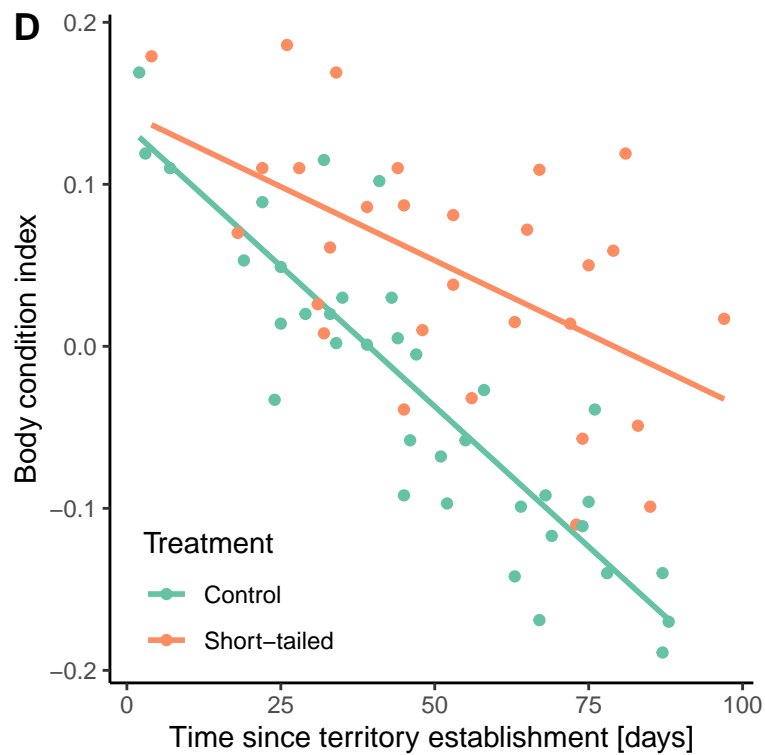 D
0.2
0.1
0.0
−0.1
−0.2
Body condition index
Treatment
Control
Short−tailed
0 25 50 75 100
Time since territory establishment [days]